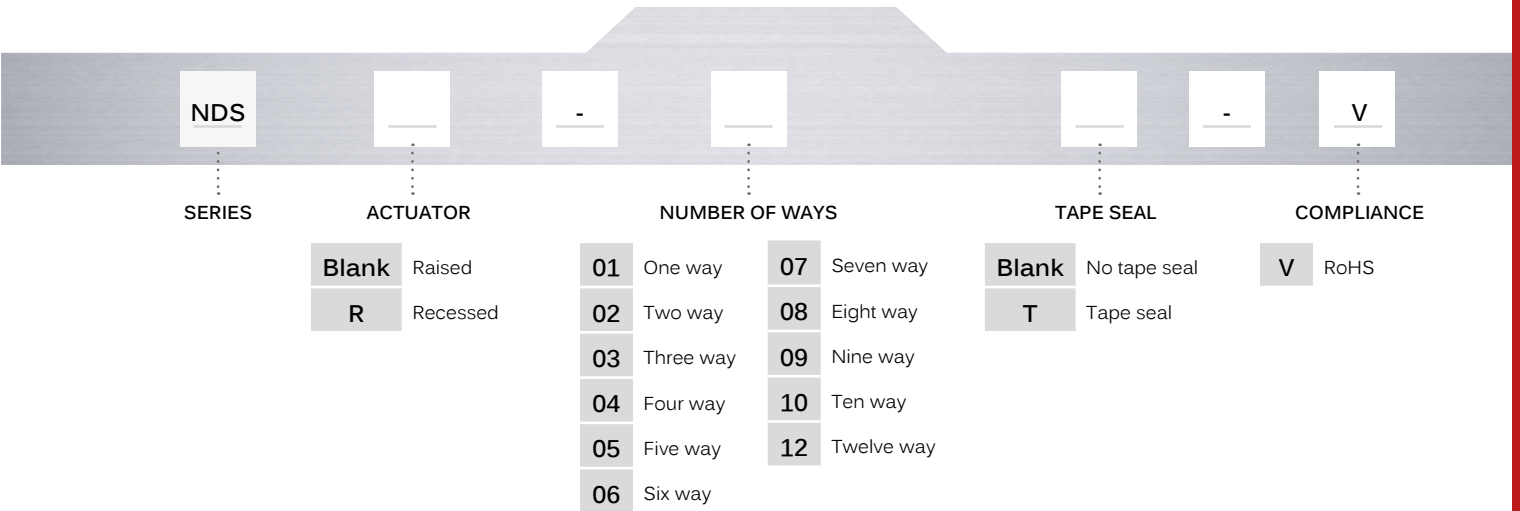 NDS - - V
SERIES ACTUATOR NUMBER OF WAYS TAPE SEAL COMPLIANCE
Blank Raised
R Recessed
01 One way
02 Two way
03 Three way
04 Four way
05 Five way
06 Six way
07 Seven way
08 Eight way
09 Nine way
10 Ten way
12 Twelve way
Blank No tape seal
T Tape seal
V RoHS